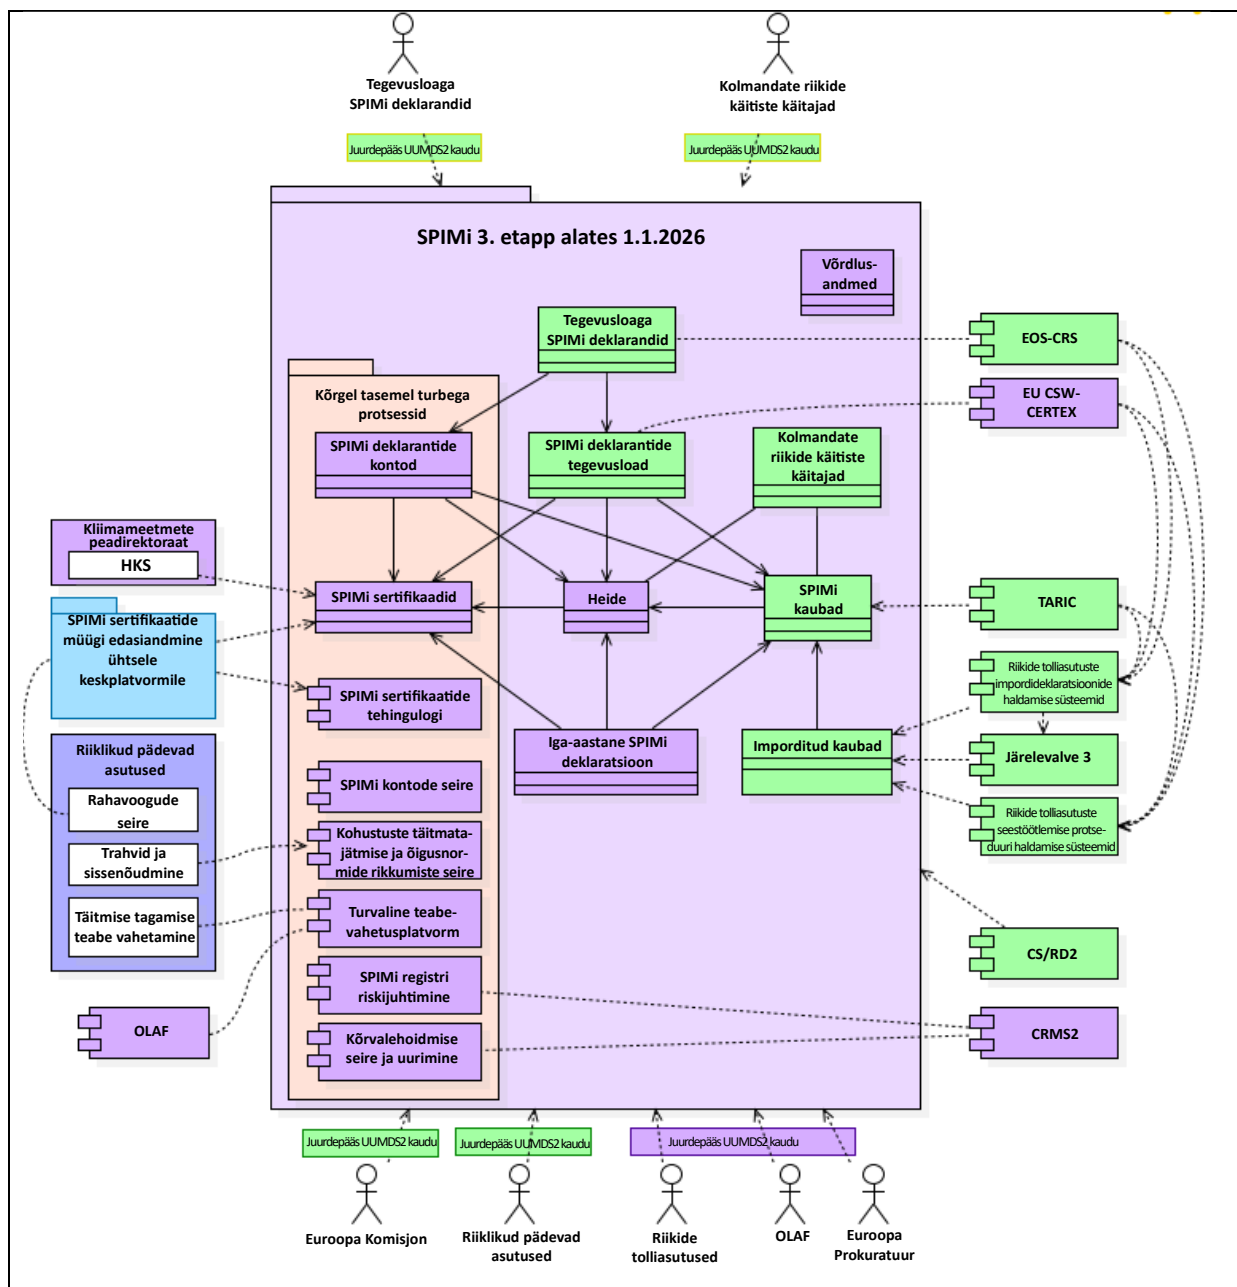 Tegevusloaga
SPIMi deklarandid
Kolmandate riikide
käitiste käitajad
Juurdepääs UUMDS2 kaudu
Juurdepääs UUMDS2 kaudu
SPIMi 3. etapp alates 1.1.2026
Võrdlus-
andmed
Tegevusloaga
SPIMi deklarandid
EOS-CRS
EU CSW-
CERTEX
Kõrgel tasemel turbega
protsessid
SPIMi deklarantide
kontod
SPIMi deklarantide
tegevusload
Kolmandate
riikide käitiste
käitajad
Kliimameetmete
peadirektoraat
HKS
SPIMi sertifikaadid
Heide
SPIMi
kaubad
TARIC
SPIMi sertifikaatide
müügi edasiandmine
ühtsele
keskplatvormile
SPIMi sertifikaatide
tehingulogi
Riikide tolliasutuste
impordideklaratsioonide
haldamise süsteemid
Iga-aastane SPIMi
deklaratsioon
Imporditud kaubad
Järelevalve 3
Riiklikud pädevad
asutused
Rahavoogude
seire
SPIMi kontode seire
Riikide tolliasutuste
seestöötlemise protse-
duuri haldamise süsteemid
Trahvid ja
sissenõudmine
Kohustuste täitmata-
jätmise ja õigusnor-
mide rikkumiste seire
Täitmise tagamise
teabe vahetamine
Turvaline teabe-
vahetusplatvorm
CS/RD2
SPIMi registri
riskijuhtimine
OLAF
Kõrvalehoidmise
seire ja uurimine
CRMS2
Juurdepääs UUMDS2 kaudu
Juurdepääs UUMDS2 kaudu
Juurdepääs UUMDS2 kaudu
Euroopa Komisjon
Riiklikud pädevad
asutused
Riikide
tolliasutused
OLAF
Euroopa
Prokuratuur